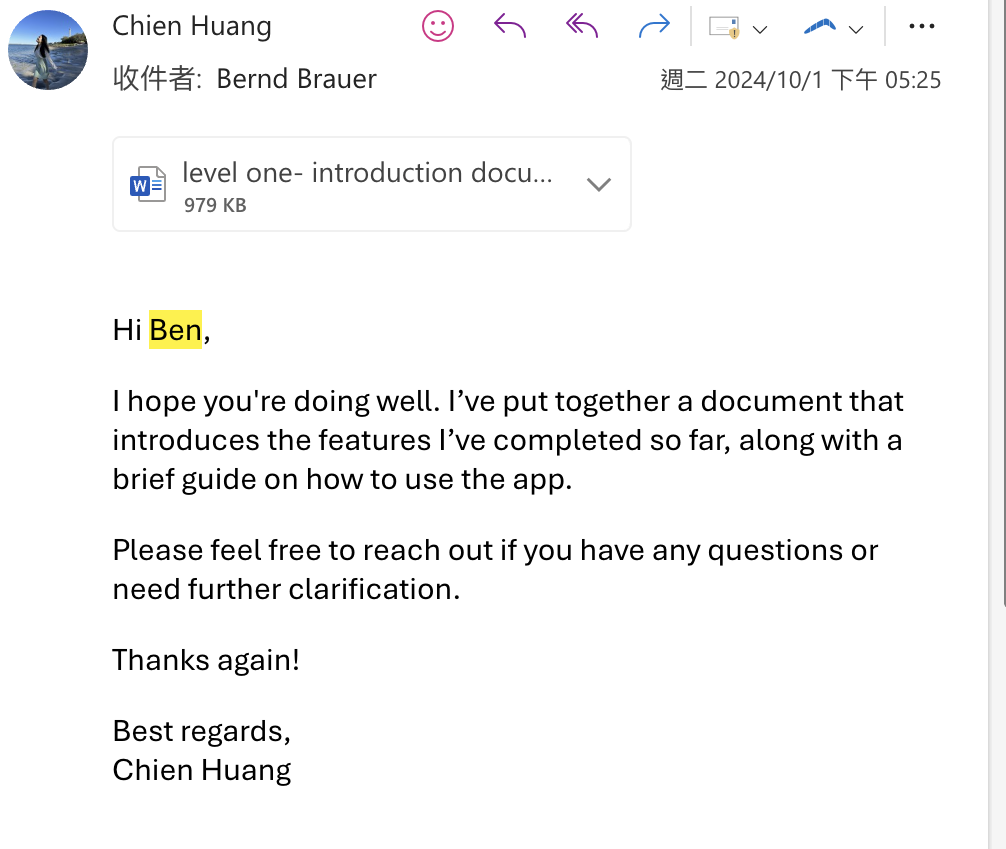 Chien Huang
收件者: Bernd Brauer
週二 2024/10/1 下午 05:25
W
level one- introduction docu...
979 KB
Hi Ben,
I hope you're doing well. I’ve put together a document that
introduces the features I’ve completed so far, along with a
brief guide on how to use the app.
Please feel free to reach out if you have any questions or
need further clarification.
Thanks again!
Best regards,
Chien Huang